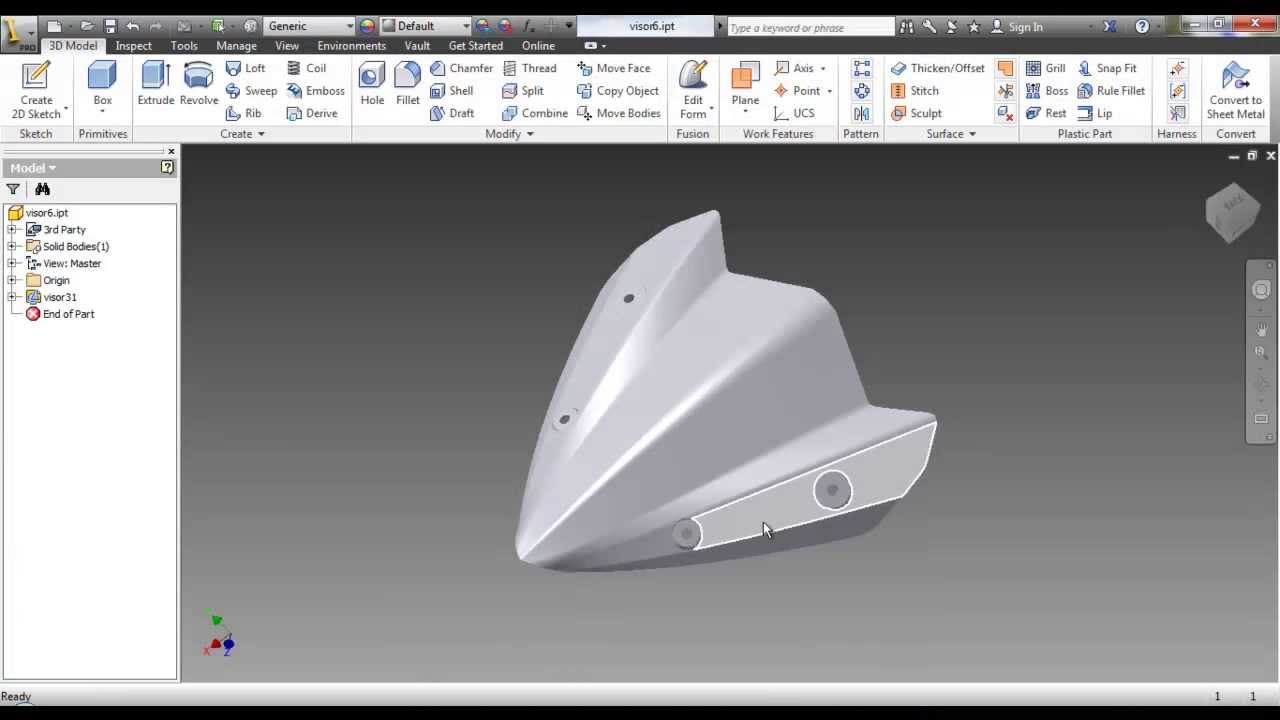 PRO
Generic
Default
visor6.ipt
Type a keyword or phrase
Sign In
3D Model Inspect Tools Manage View Environments Vault Get Started Online
Create 2D Sketch
Box
Extrude
Revolve
Loft
Sweep
Rib
Coil
Emboss
Derive
Hole
Fillet
Chamfer
Shell
Draft
Thread
Split
Combine
Move Face
Copy Object
Move Bodies
Edit Form
Plane
Axis
Point
UCS
Thicken/Offset
Stitch
Sculpt
Grill
Boss
Rest
Snap Fit
Rule Fillet
Lip
Convert to Sheet Metal
Sketch Primitives Create Modify Fusion Work Features Pattern Surface Plastic Part Harness Convert
Model
visor6.ipt
3rd Party
Solid Bodies(1)
View: Master
Origin
visor31
End of Part
X
Z
Ready
1 1